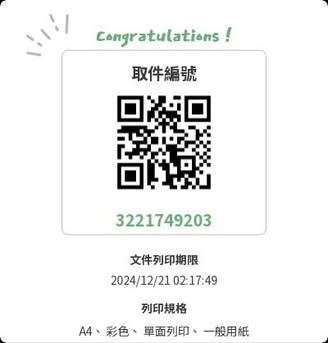 Congratulations !
取件編號
3221749203
文件列印期限
2024/12/21 02:17:49
列印規格
A4、彩色、單面列印、一般用紙